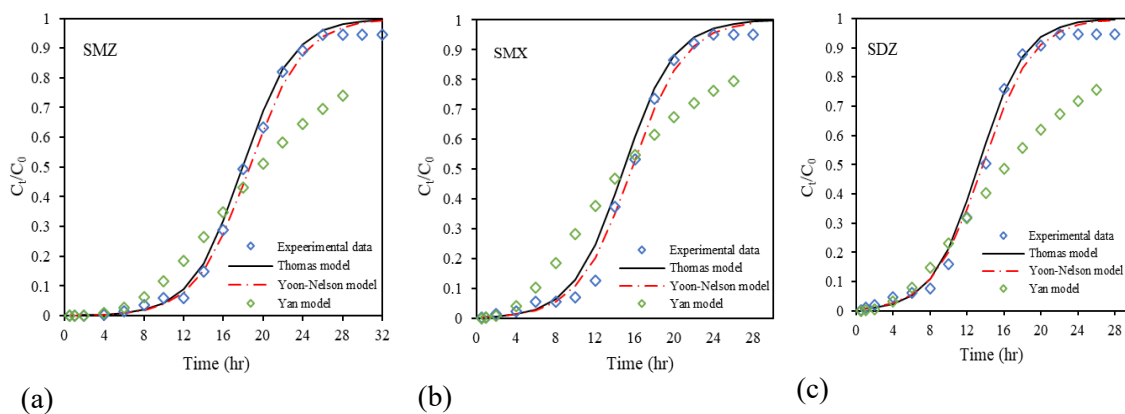 SMZ
Cₜ/C₀
1
0.9
0.8
0.7
0.6
0.5
0.4
0.3
0.2
0.1
0
Expeerimental data
Thomas model
Yoon-Nelson model
Yan model
0 4 8 12 16 20 24 28 32
Time (hr)
(a)
SMX
Cₜ/C₀
1
0.9
0.8
0.7
0.6
0.5
0.4
0.3
0.2
0.1
0
Experimental data
Thomas model
Yoon-Nelson model
Yan model
0 4 8 12 16 20 24 28
Time (hr)
(b)
SDZ
Cₜ/C₀
1
0.9
0.8
0.7
0.6
0.5
0.4
0.3
0.2
0.1
0
Experimental data
Thomas model
Yoon-Nelson model
Yan model
0 4 8 12 16 20 24 28
Time (hr)
(c)